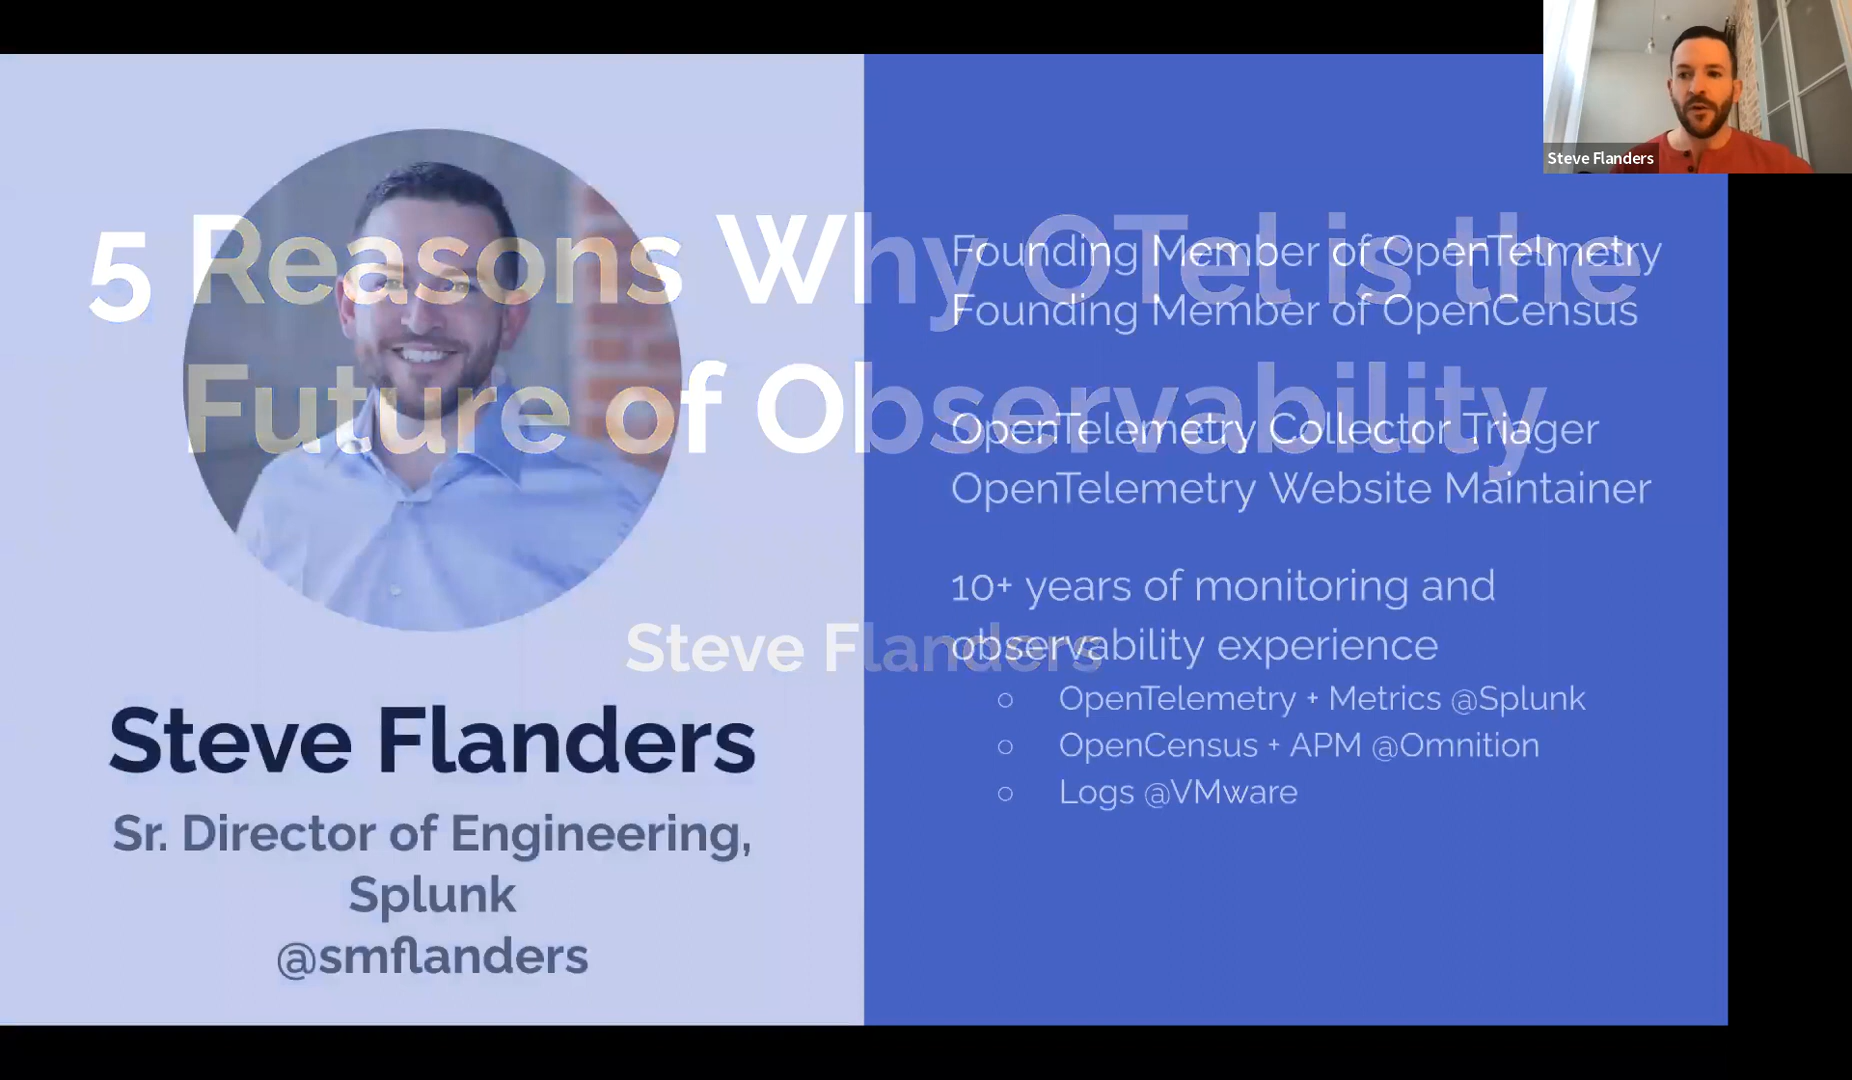 Steve Flanders
5 Reasons Why OTel is the
Future of Observability
Steve Flanders
Steve Flanders
Sr. Director of Engineering,
Splunk
@smflanders
Founding Member of OpenTelmetry
Founding Member of OpenCensus
OpenTelemetry Collector Triager
OpenTelemetry Website Maintainer
10+ years of monitoring and
observability experience
○ OpenTelemetry + Metrics @Splunk
○ OpenCensus + APM @Omnition
○ Logs @VMware